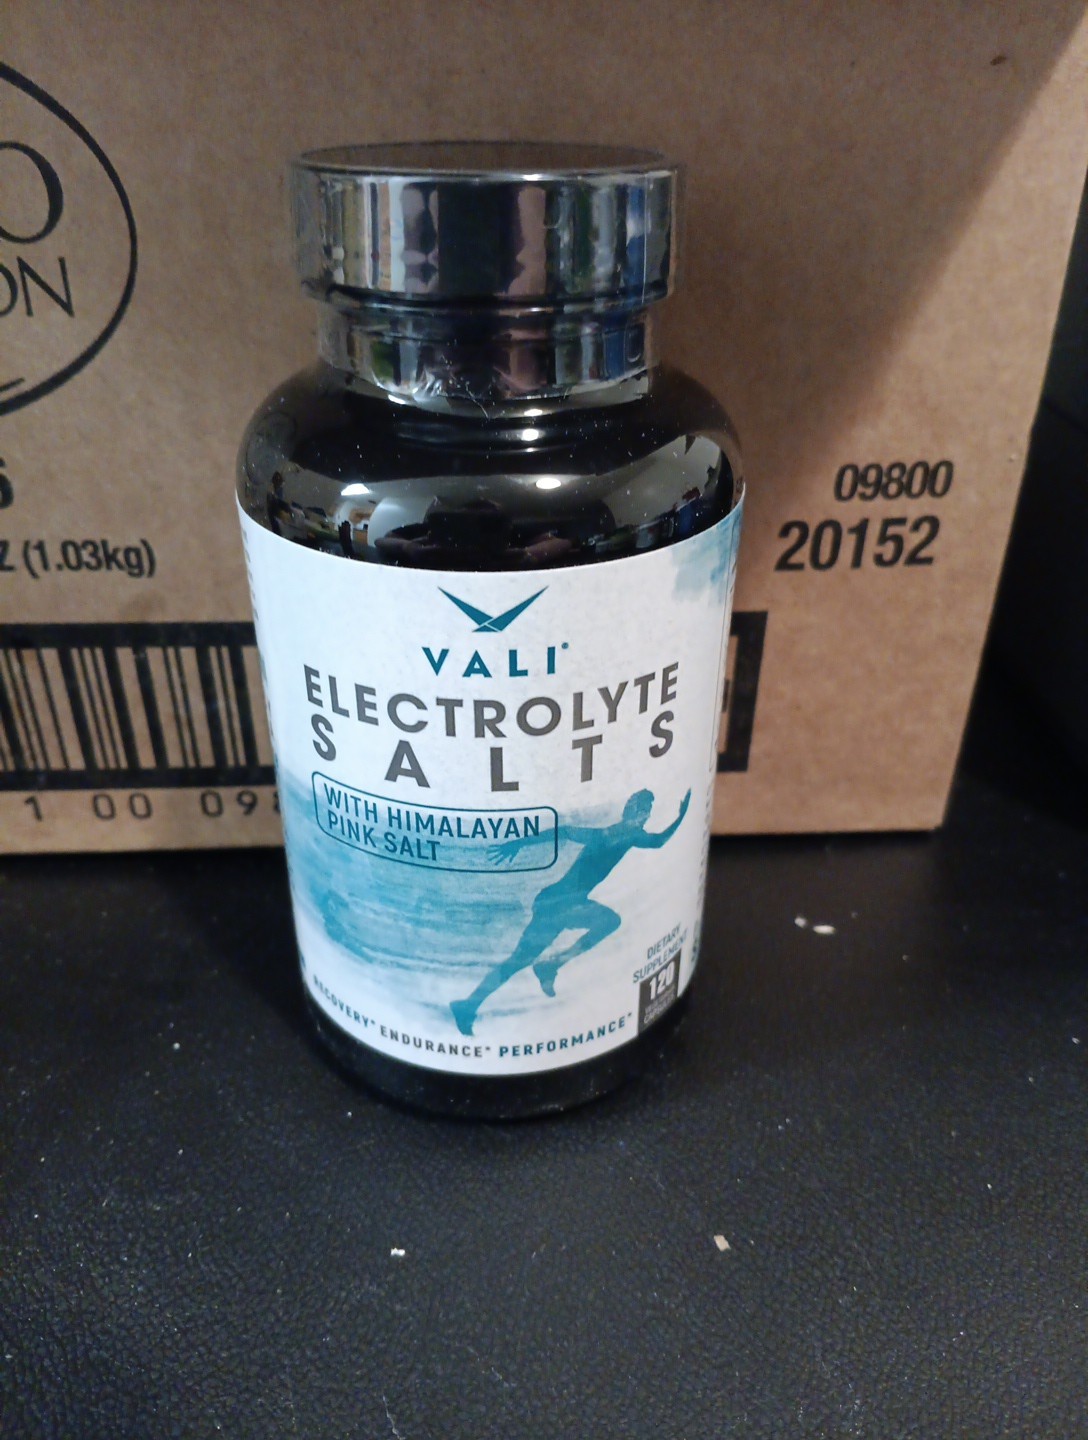 O
ON
Z (1.03kg)
09800
20152
1 00 09
VALI®
ELECTROLYTE
SALTS
WITH HIMALAYAN
PINK SALT
DIETARY
SUPPLEMENT
120
CAPSULES
RECOVERY* ENDURANCE* PERFORMANCE*